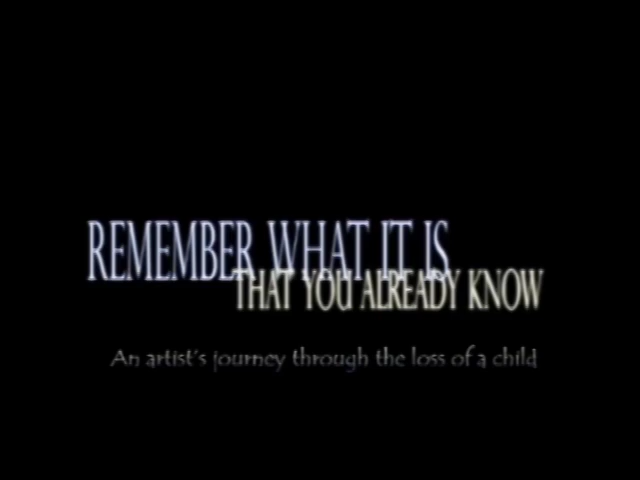 REMEMBER WHAT IT IS
THAT YOU ALREADY KNOW
An artist's journey through the loss of a child